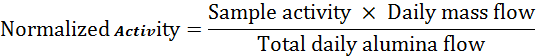 Normalized Activity = Sample activity × Daily mass flow / Total daily alumina flow